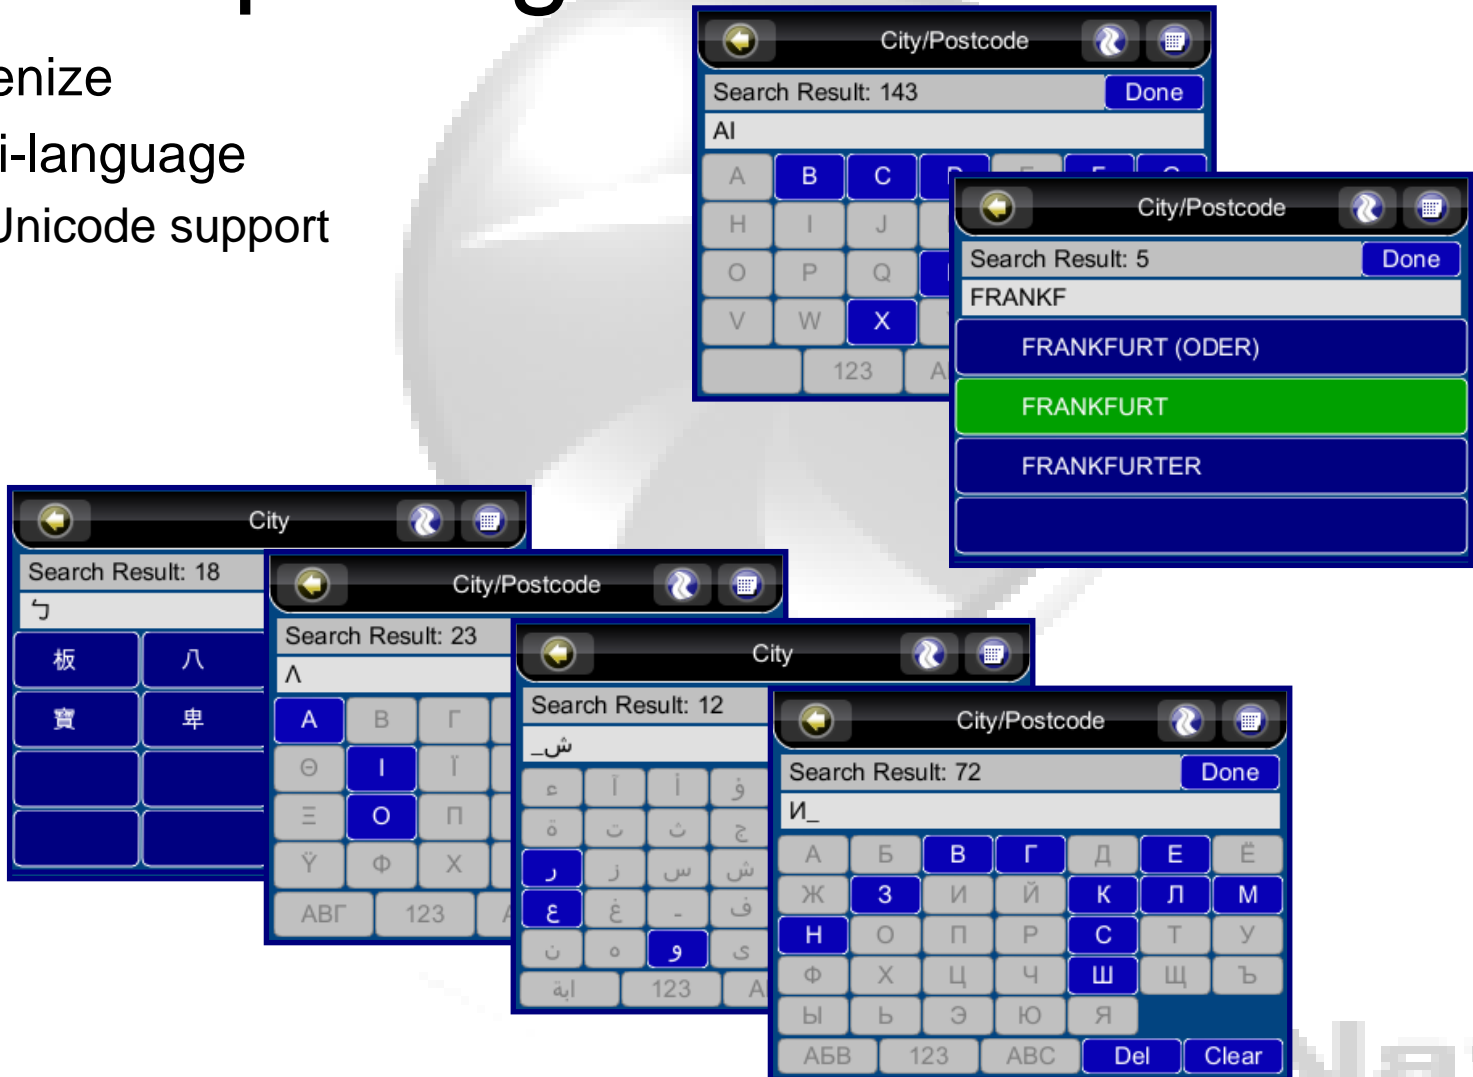 enize
i-language
Unicode support
City/Postcode
Search Result: 143
Done
AI
A B C
H I J
O P Q
V W X
123
City/Postcode
Search Result: 5
Done
FRANKF
FRANKFURT (ODER)
FRANKFURT
FRANKFURTER
City
Search Result: 18
ㄅ
板 八
寶 卑
City/Postcode
Search Result: 23
Λ
Α Β Γ
Θ Ι Ϊ
Ξ Ο Π
Ϋ Φ Χ
ΑΒΓ 123
City
Search Result: 12
ش_
ء آ أ ؤ
ة ت ث ج
ر ز س ش
ع غ - ف
ن ه و ى
ابة 123
City/Postcode
Search Result: 72
Done
И_
А Б В Г Д Е Ё
Ж З И Й К Л М
Н О П Р С Т У
Ф Х Ц Ч Ш Щ Ъ
Ы Ь Э Ю Я
АБВ 123 ABC Del Clear